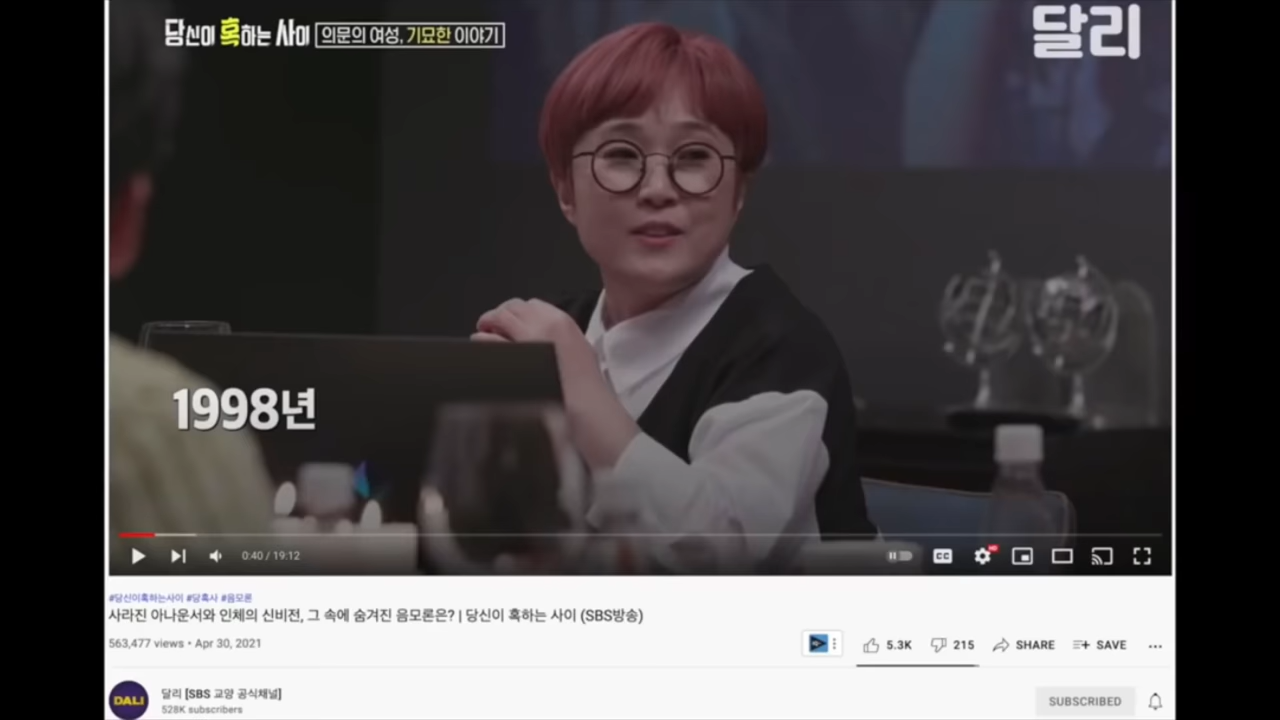 당신이 혹하는 사이 의문의 여성, 기묘한 이야기
달리
1998년
0:40 / 19:12
CC
HD
#당신이혹하는사이 #당혹사 #음모론
사라진 아나운서와 인체의 신비전, 그 속에 숨겨진 음모론은? | 당신이 혹하는 사이 (SBS방송)
563,477 views • Apr 30, 2021
5.3K 215 SHARE SAVE
DALI
달리 [SBS 교양 공식채널]
528K subscribers
SUBSCRIBED